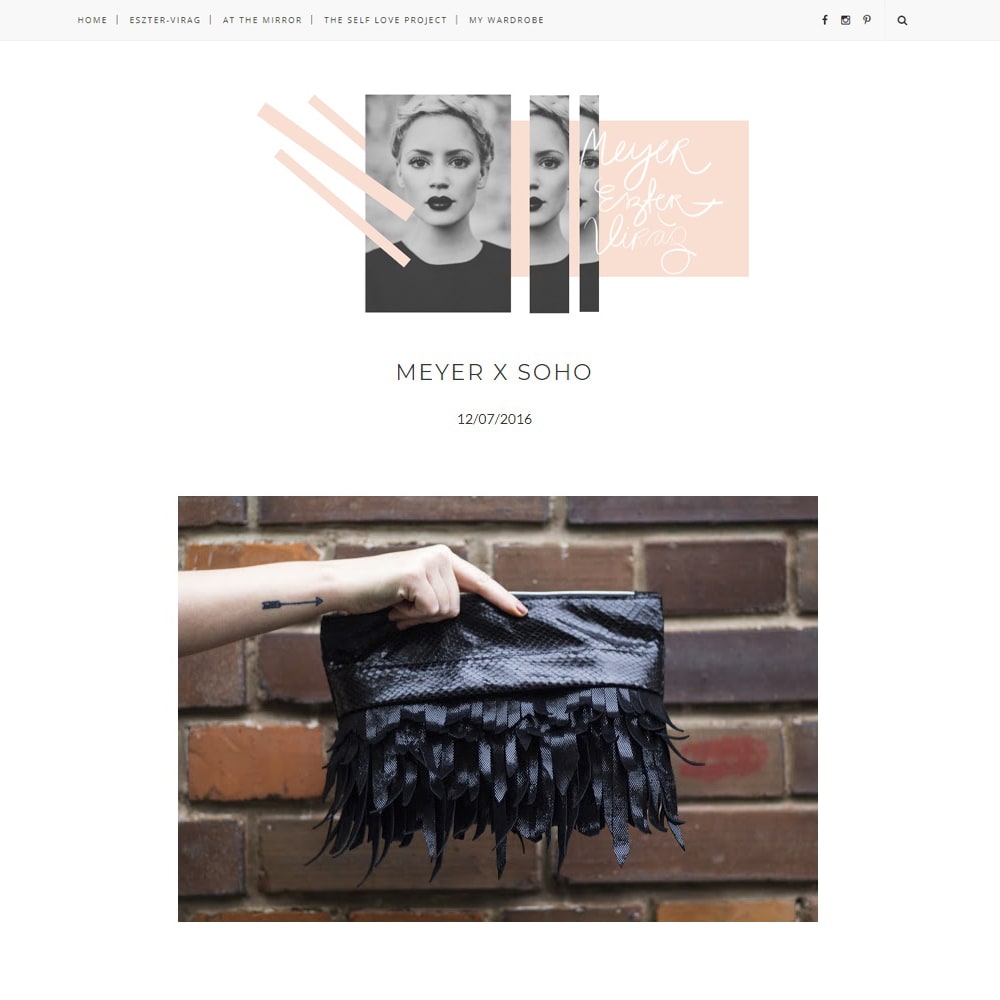 HOME | ESZTER-VIRAG | AT THE MIRROR | THE SELF LOVE PROJECT | MY WARDROBE
Meyer
Eszter
Virag
MEYER X SOHO
12/07/2016